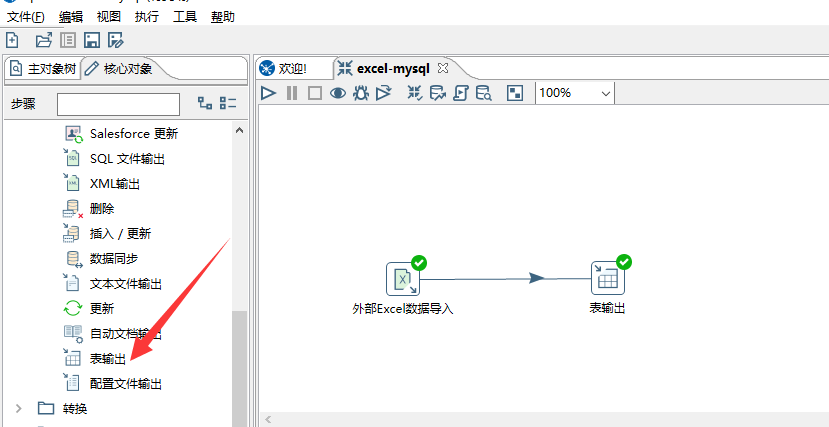 文件(F) 编辑 视图 执行 工具 帮助
主对象树 核心对象
欢迎! excel-mysql
步骤
100%
Salesforce 更新
SQL 文件输出
XML输出
删除
插入 / 更新
数据同步
文本文件输出
更新
自动文档输出
表输出
配置文件输出
转换
外部Excel数据导入
表输出